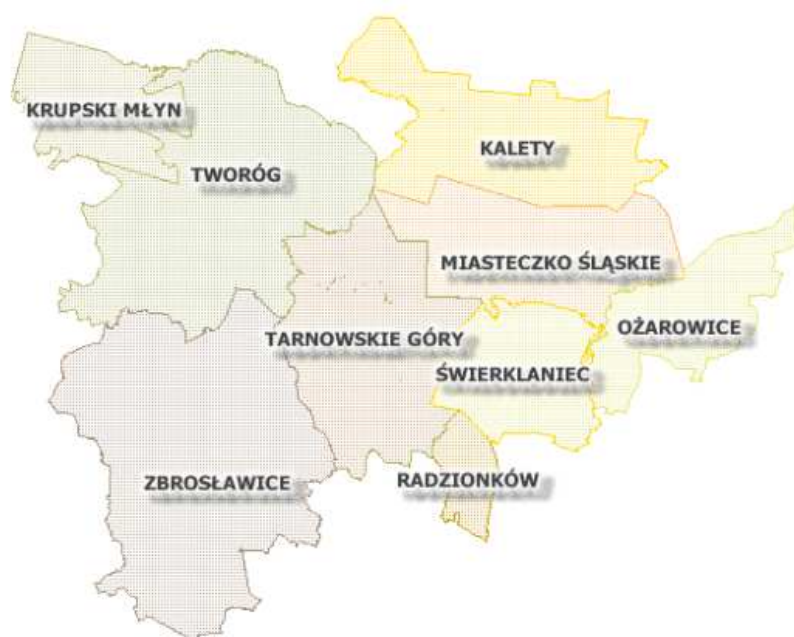 KRUPSKI MŁYN
KALETY
TWORÓG
MIASTECZKO ŚLĄSKIE
OŻAROWICE
TARNOWSKIE GÓRY
ŚWIERKLANIEC
RADZIONKÓW
ZBROSŁAWICE